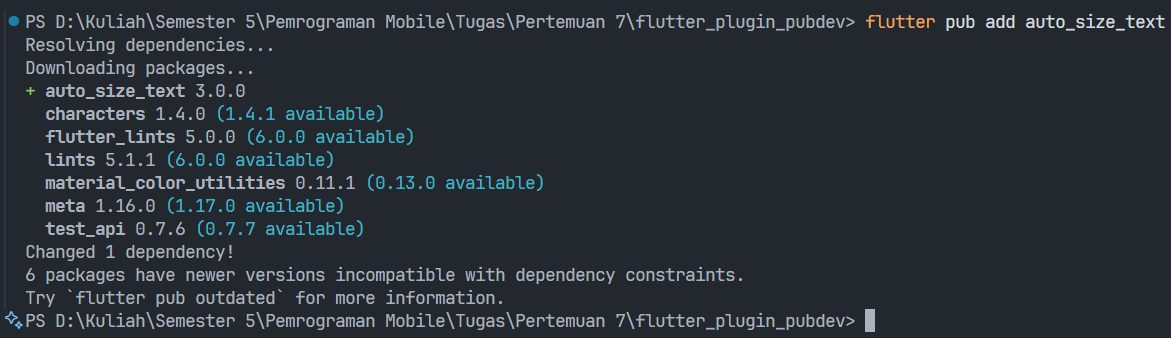 PS D:\Kuliah\Semester 5\Pemrograman Mobile\Tugas\Pertemuan 7\flutter_plugin_pubdev> flutter pub add auto_size_text
Resolving dependencies...
Downloading packages...
+ auto_size_text 3.0.0
  characters 1.4.0 (1.4.1 available)
  flutter_lints 5.0.0 (6.0.0 available)
  lints 5.1.1 (6.0.0 available)
  material_color_utilities 0.11.1 (0.13.0 available)
  meta 1.16.0 (1.17.0 available)
  test_api 0.7.6 (0.7.7 available)
Changed 1 dependency!
6 packages have newer versions incompatible with dependency constraints.
Try `flutter pub outdated` for more information.
PS D:\Kuliah\Semester 5\Pemrograman Mobile\Tugas\Pertemuan 7\flutter_plugin_pubdev>